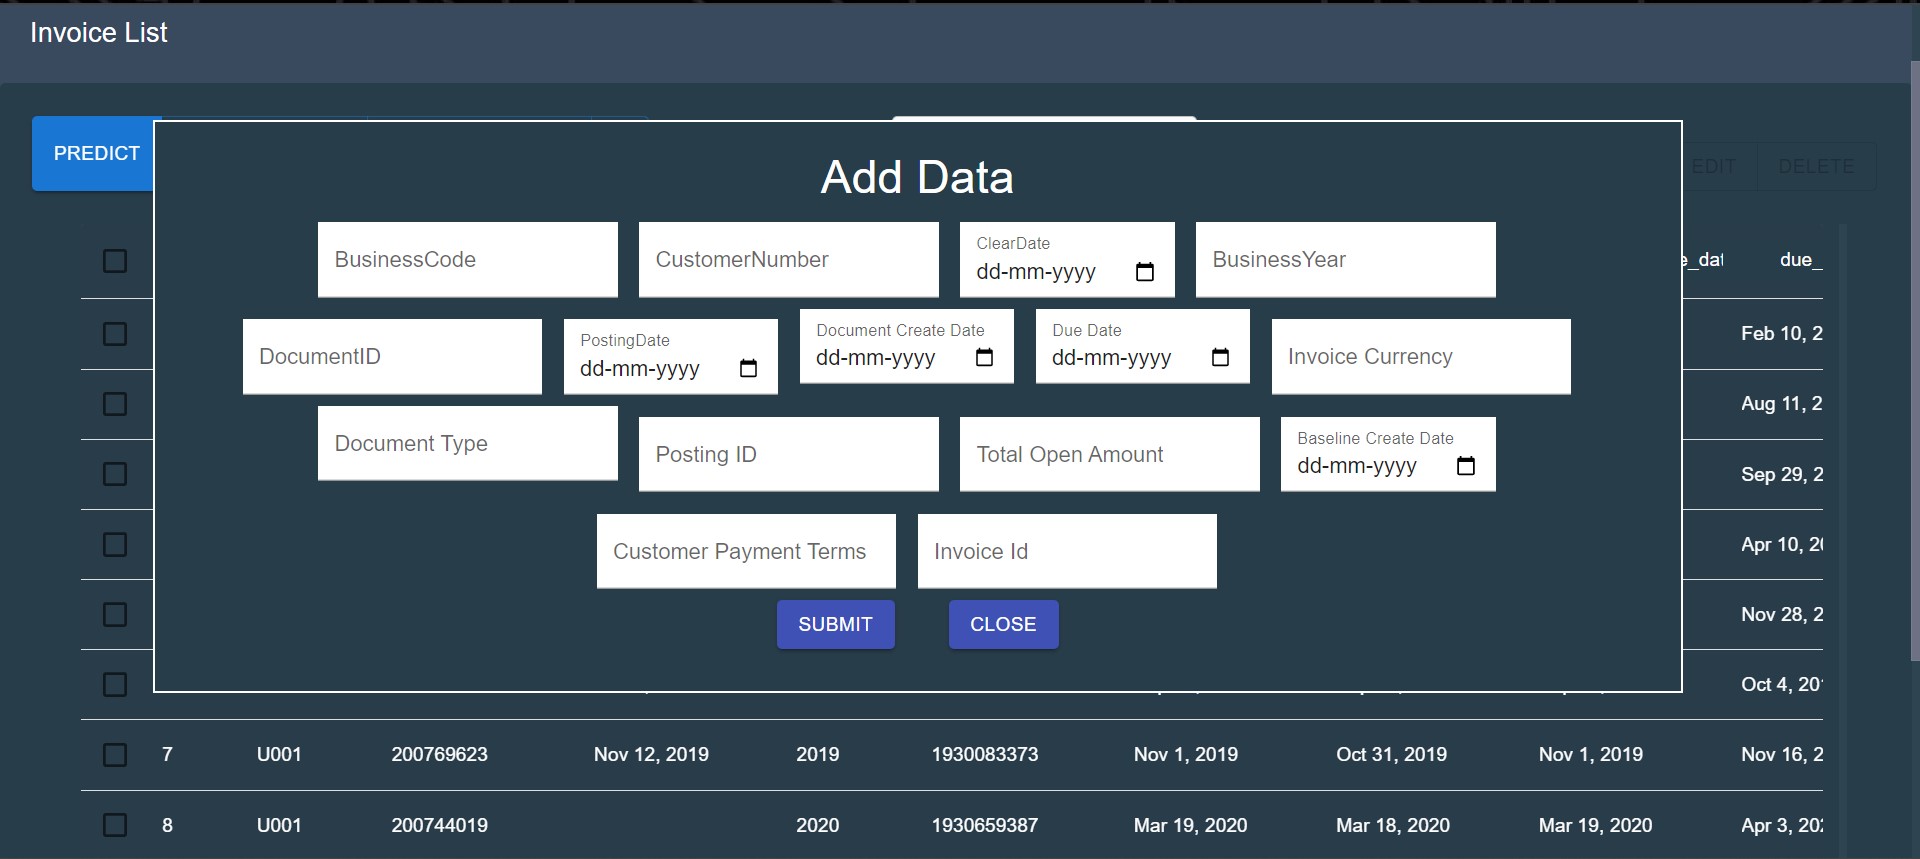 Invoice List
PREDICT
EDIT DELETE
Add Data
BusinessCode
CustomerNumber
ClearDate
dd-mm-yyyy
BusinessYear
due_
DocumentID
PostingDate
dd-mm-yyyy
Document Create Date
dd-mm-yyyy
Due Date
dd-mm-yyyy
Invoice Currency
Feb 10, 2
Aug 11, 2
Document Type
Posting ID
Total Open Amount
Baseline Create Date
dd-mm-yyyy
Sep 29, 2
Customer Payment Terms
Invoice Id
Apr 10, 20
SUBMIT CLOSE
Nov 28, 2
Oct 4, 20
7 U001 200769623 Nov 12, 2019 2019 1930083373 Nov 1, 2019 Oct 31, 2019 Nov 1, 2019 Nov 16, 2
8 U001 200744019 2020 1930659387 Mar 19, 2020 Mar 18, 2020 Mar 19, 2020 Apr 3, 20